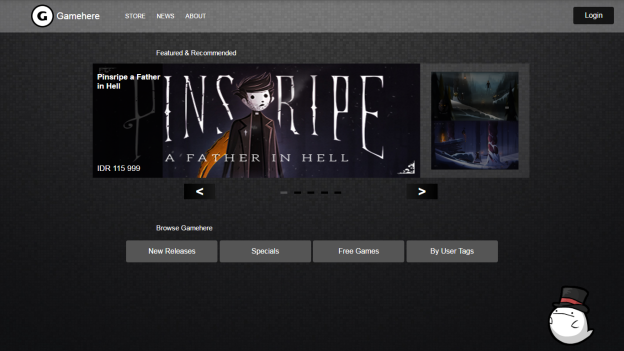 G Gamehere STORE NEWS ABOUT Login
Featured & Recommended
Pinsripe a Father
in Hell
PINSTRIPE
A FATHER IN HELL
IDR 115 999
< >
Browse Gamehere
New Releases Specials Free Games By User Tags